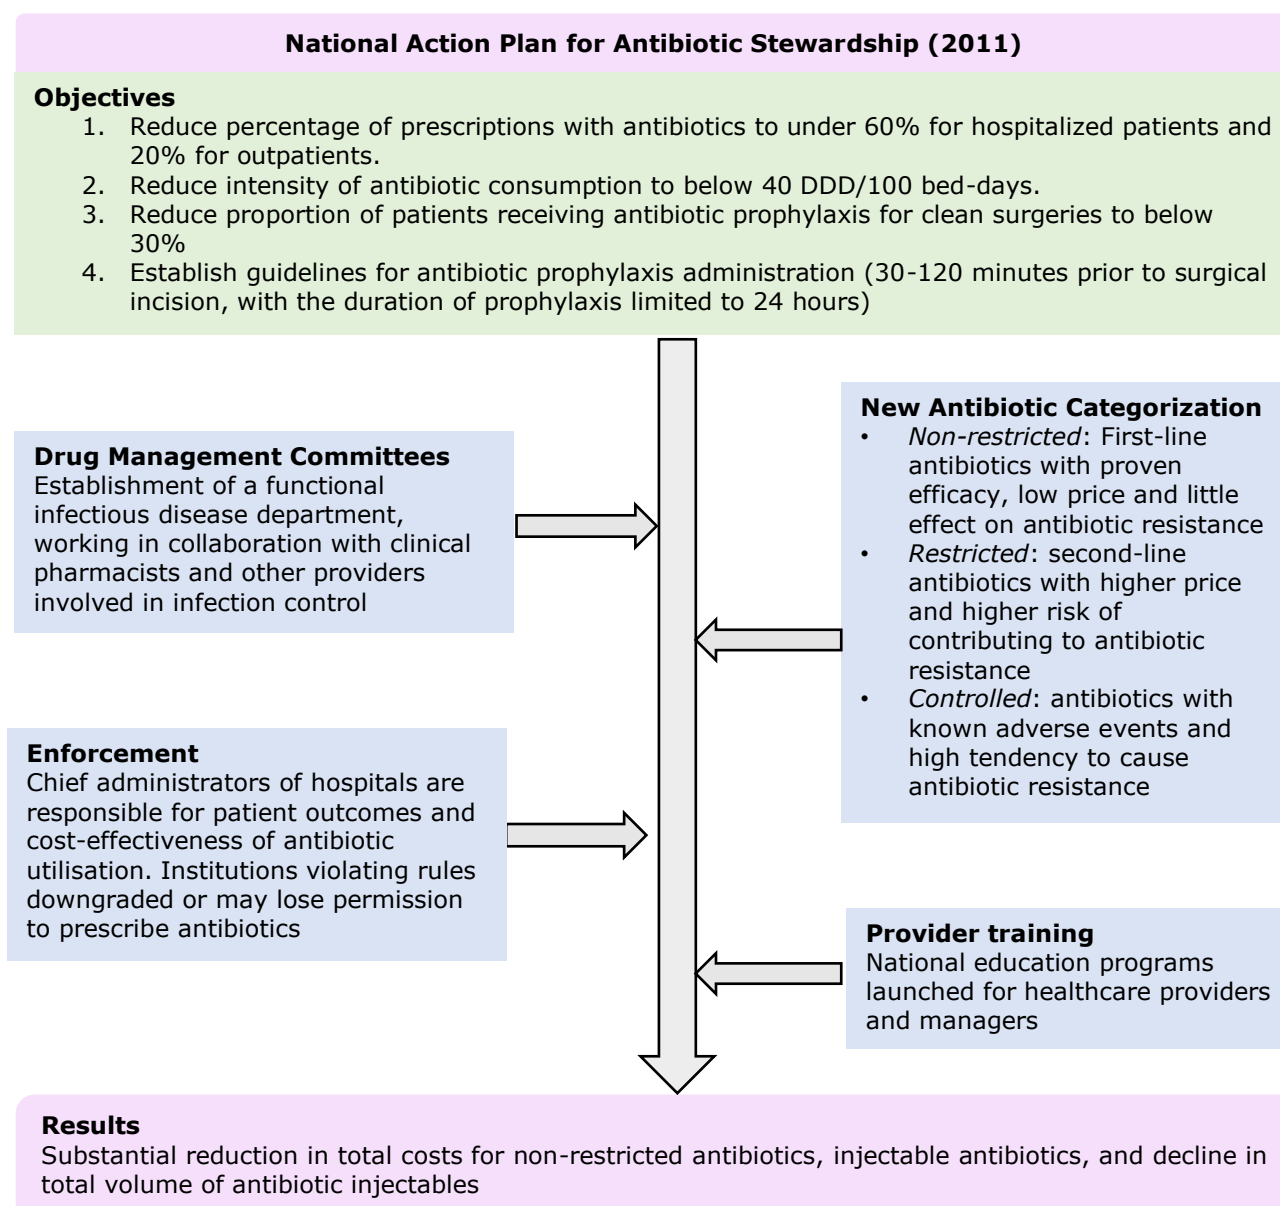 National Action Plan for Antibiotic Stewardship (2011)
Objectives
1. Reduce percentage of prescriptions with antibiotics to under 60% for hospitalized patients and
20% for outpatients.
2. Reduce intensity of antibiotic consumption to below 40 DDD/100 bed-days.
3. Reduce proportion of patients receiving antibiotic prophylaxis for clean surgeries to below
30%
4. Establish guidelines for antibiotic prophylaxis administration (30-120 minutes prior to surgical
incision, with the duration of prophylaxis limited to 24 hours)
Drug Management Committees
Establishment of a functional
infectious disease department,
working in collaboration with clinical
pharmacists and other providers
involved in infection control
New Antibiotic Categorization
• Non-restricted: First-line
antibiotics with proven
efficacy, low price and little
effect on antibiotic resistance
• Restricted: second-line
antibiotics with higher price
and higher risk of
contributing to antibiotic
resistance
• Controlled: antibiotics with
known adverse events and
high tendency to cause
antibiotic resistance
Enforcement
Chief administrators of hospitals are
responsible for patient outcomes and
cost-effectiveness of antibiotic
utilisation. Institutions violating rules
downgraded or may lose permission
to prescribe antibiotics
Provider training
National education programs
launched for healthcare providers
and managers
Results
Substantial reduction in total costs for non-restricted antibiotics, injectable antibiotics, and decline in
total volume of antibiotic injectables